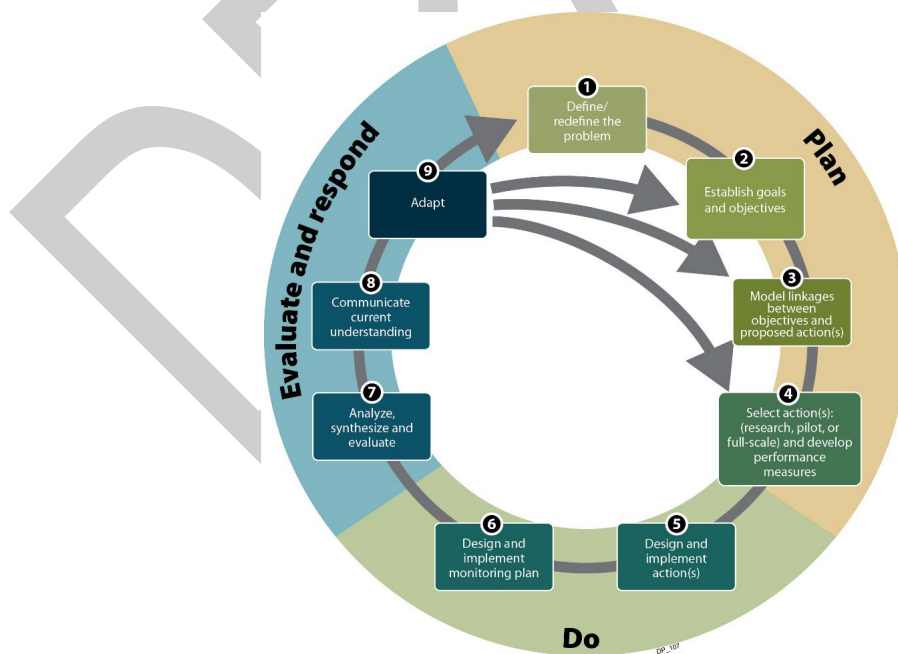 1
Define/
redefine the
problem
2
Establish goals
and objectives
3
Model linkages
between
objectives and
proposed action(s)
4
Select action(s):
(research, pilot, or
full-scale) and develop
performance
measures
5
Design and
implement
action(s)
6
Design and
implement
monitoring plan
7
Analyze,
synthesize and
evaluate
8
Communicate
current
understanding
9
Adapt
Plan
Do
Evaluate and respond
DP_107